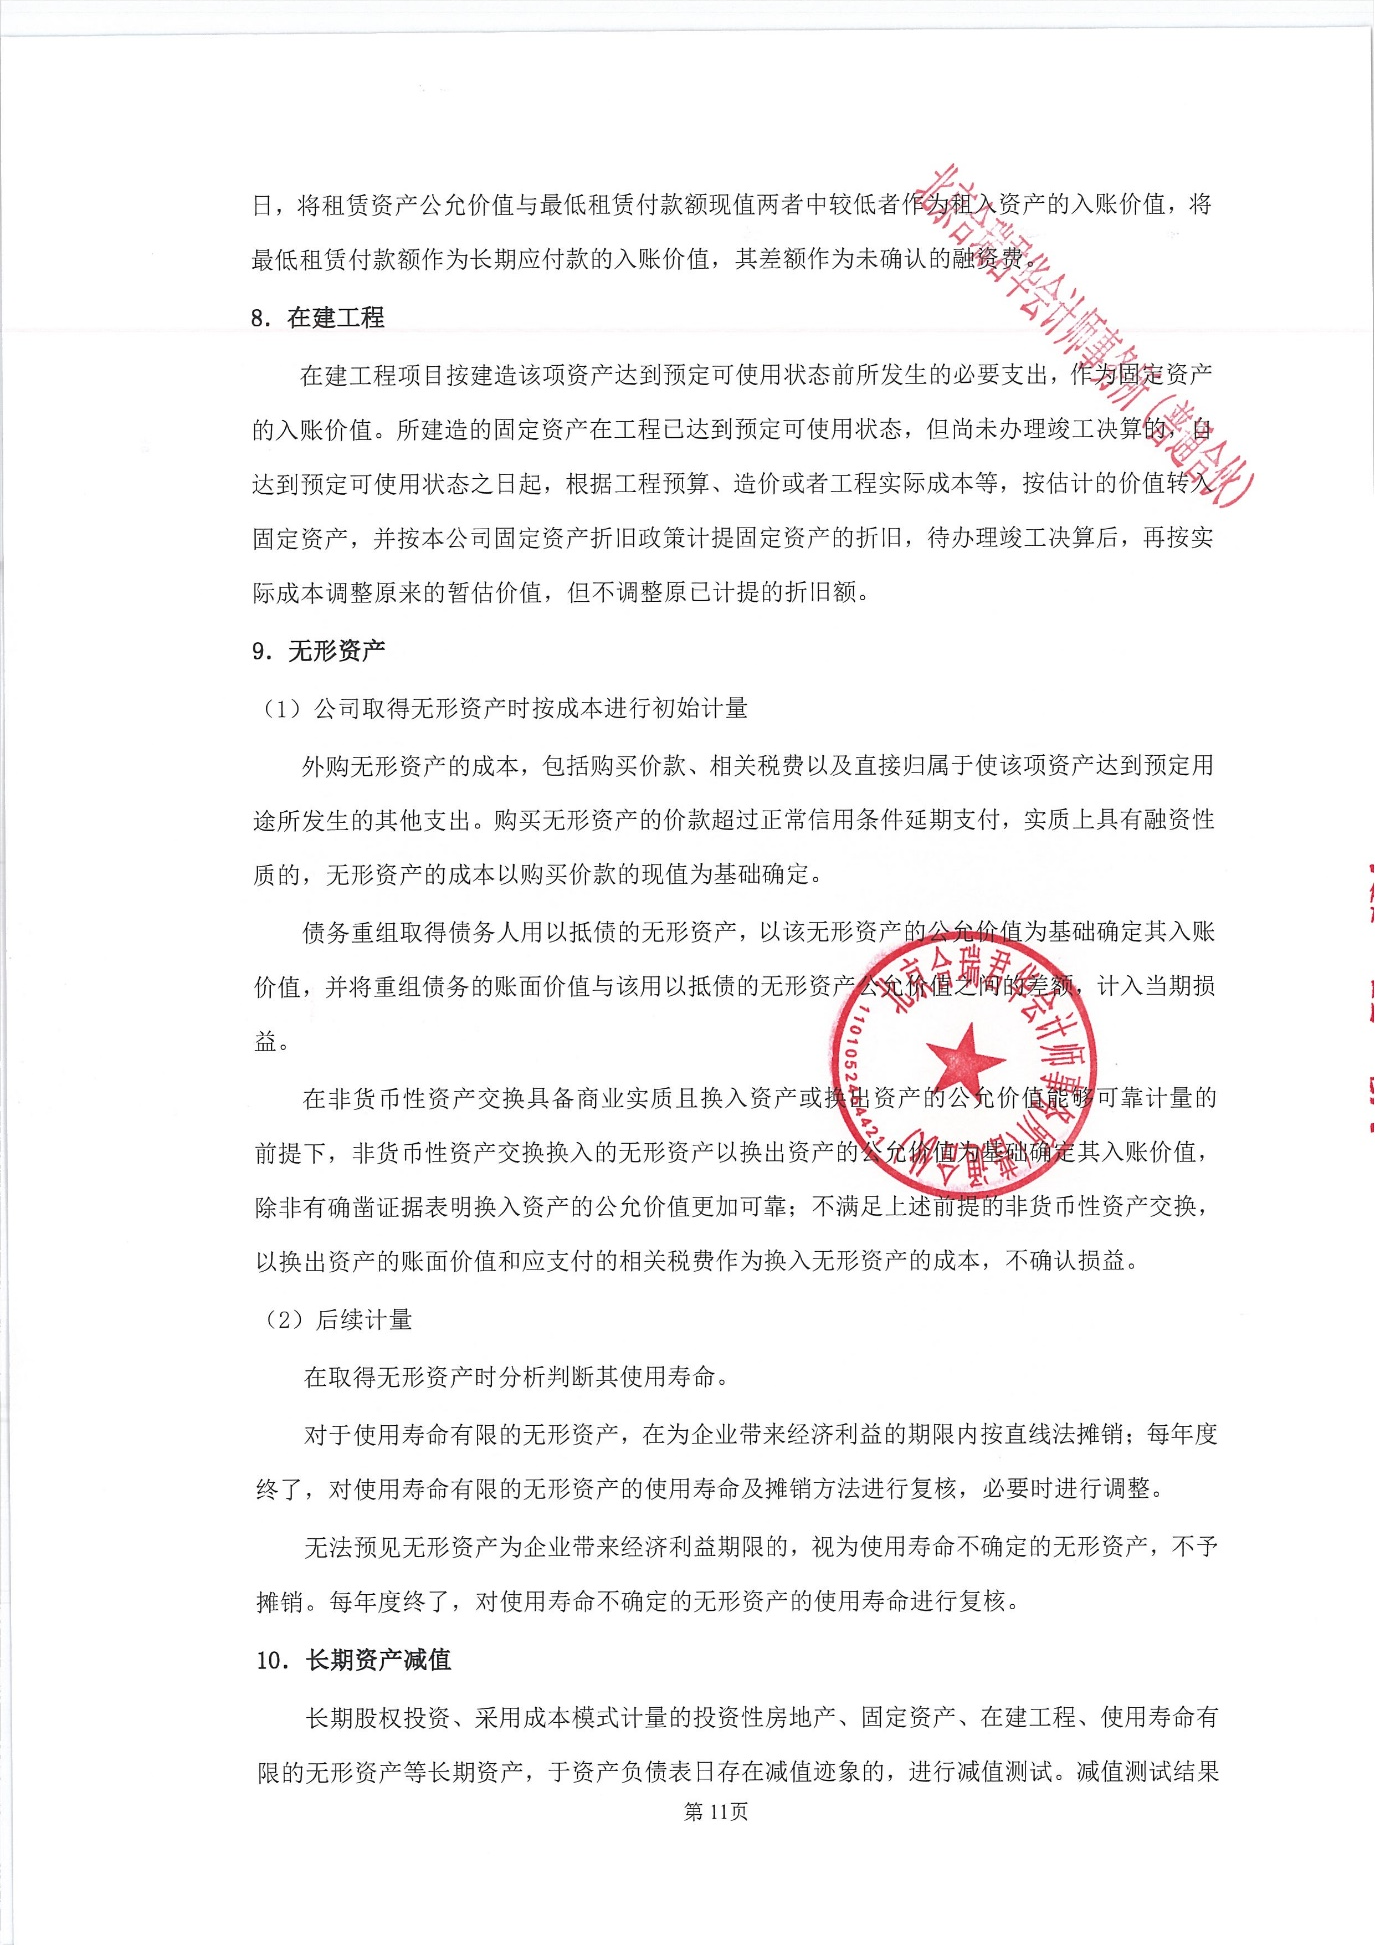 日，将租赁资产公允价值与最低租赁付款额现值两者中较低者作为租入资产的入账价值，将
最低租赁付款额作为长期应付款的入账价值，其差额作为未确认的融资费。
8．在建工程
在建工程项目按建造该项资产达到预定可使用状态前所发生的必要支出，作为固定资产
的入账价值。所建造的固定资产在工程已达到预定可使用状态，但尚未办理竣工决算的，自
达到预定可使用状态之日起，根据工程预算、造价或者工程实际成本等，按估计的价值转入
固定资产，并按本公司固定资产折旧政策计提固定资产的折旧，待办理竣工决算后，再按实
际成本调整原来的暂估价值，但不调整原已计提的折旧额。
9．无形资产
（1）公司取得无形资产时按成本进行初始计量
外购无形资产的成本，包括购买价款、相关税费以及直接归属于使该项资产达到预定用
途所发生的其他支出。购买无形资产的价款超过正常信用条件延期支付，实质上具有融资性
质的，无形资产的成本以购买价款的现值为基础确定。
债务重组取得债务人用以抵债的无形资产，以该无形资产的公允价值为基础确定其入账
价值，并将重组债务的账面价值与该用以抵债的无形资产公允价值之间的差额，计入当期损
益。
在非货币性资产交换具备商业实质且换入资产或换出资产的公允价值能够可靠计量的
前提下，非货币性资产交换换入的无形资产以换出资产的公允价值为基础确定其入账价值，
除非有确凿证据表明换入资产的公允价值更加可靠；不满足上述前提的非货币性资产交换，
以换出资产的账面价值和应支付的相关税费作为换入无形资产的成本，不确认损益。
（2）后续计量
在取得无形资产时分析判断其使用寿命。
对于使用寿命有限的无形资产，在为企业带来经济利益的期限内按直线法摊销；每年度
终了，对使用寿命有限的无形资产的使用寿命及摊销方法进行复核，必要时进行调整。
无法预见无形资产为企业带来经济利益期限的，视为使用寿命不确定的无形资产，不予
摊销。每年度终了，对使用寿命不确定的无形资产的使用寿命进行复核。
10．长期资产减值
长期股权投资、采用成本模式计量的投资性房地产、固定资产、在建工程、使用寿命有
限的无形资产等长期资产，于资产负债表日存在减值迹象的，进行减值测试。减值测试结果
第 11页
北京合瑞君华会计师事务所（普通合伙）
北京合瑞君华会计师事务所（普通合伙）
1101052464421